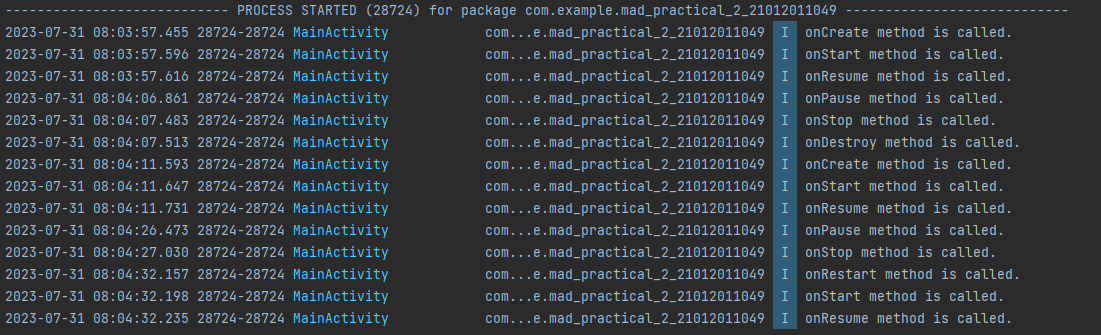 ---------------------------- PROCESS STARTED (28724) for package com.example.mad_practical_2_21012011049 ----------------------------
2023-07-31 08:03:57.455 28724-28724 MainActivity            com...e.mad_practical_2_21012011049  I  onCreate method is called.
2023-07-31 08:03:57.596 28724-28724 MainActivity            com...e.mad_practical_2_21012011049  I  onStart method is called.
2023-07-31 08:03:57.616 28724-28724 MainActivity            com...e.mad_practical_2_21012011049  I  onResume method is called.
2023-07-31 08:04:06.861 28724-28724 MainActivity            com...e.mad_practical_2_21012011049  I  onPause method is called.
2023-07-31 08:04:07.483 28724-28724 MainActivity            com...e.mad_practical_2_21012011049  I  onStop method is called.
2023-07-31 08:04:07.513 28724-28724 MainActivity            com...e.mad_practical_2_21012011049  I  onDestroy method is called.
2023-07-31 08:04:11.593 28724-28724 MainActivity            com...e.mad_practical_2_21012011049  I  onCreate method is called.
2023-07-31 08:04:11.647 28724-28724 MainActivity            com...e.mad_practical_2_21012011049  I  onStart method is called.
2023-07-31 08:04:11.731 28724-28724 MainActivity            com...e.mad_practical_2_21012011049  I  onResume method is called.
2023-07-31 08:04:26.473 28724-28724 MainActivity            com...e.mad_practical_2_21012011049  I  onPause method is called.
2023-07-31 08:04:27.030 28724-28724 MainActivity            com...e.mad_practical_2_21012011049  I  onStop method is called.
2023-07-31 08:04:32.157 28724-28724 MainActivity            com...e.mad_practical_2_21012011049  I  onRestart method is called.
2023-07-31 08:04:32.198 28724-28724 MainActivity            com...e.mad_practical_2_21012011049  I  onStart method is called.
2023-07-31 08:04:32.235 28724-28724 MainActivity            com...e.mad_practical_2_21012011049  I  onResume method is called.